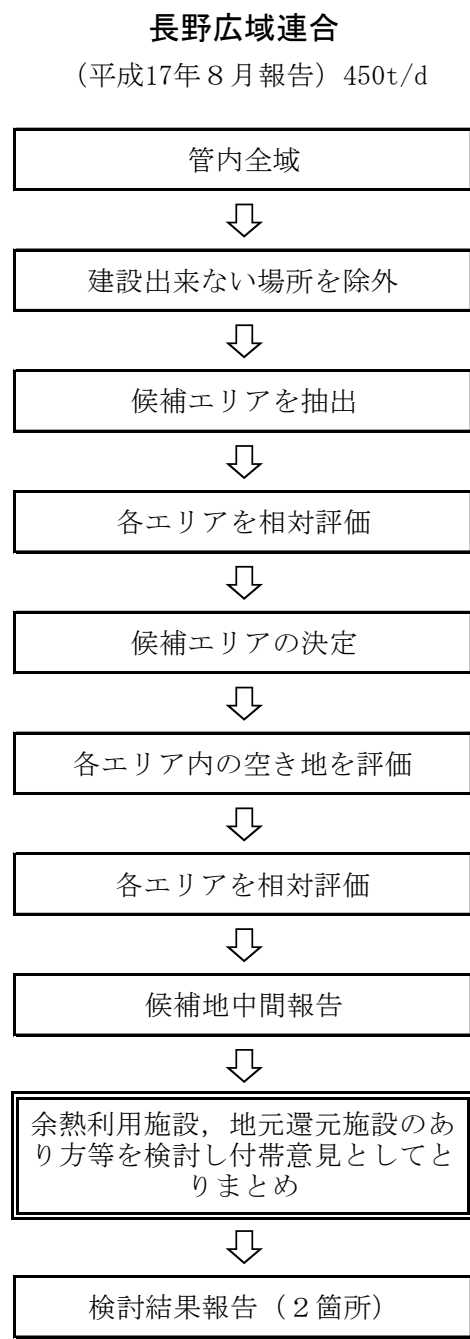 長野広域連合
（平成17年８月報告）450t/d
管内全域
建設出来ない場所を除外
候補エリアを抽出
各エリアを相対評価
候補エリアの決定
各エリア内の空き地を評価
各エリアを相対評価
候補地中間報告
余熱利用施設，地元還元施設のあ
り方等を検討し付帯意見としてと
りまとめ
検討結果報告（２箇所）